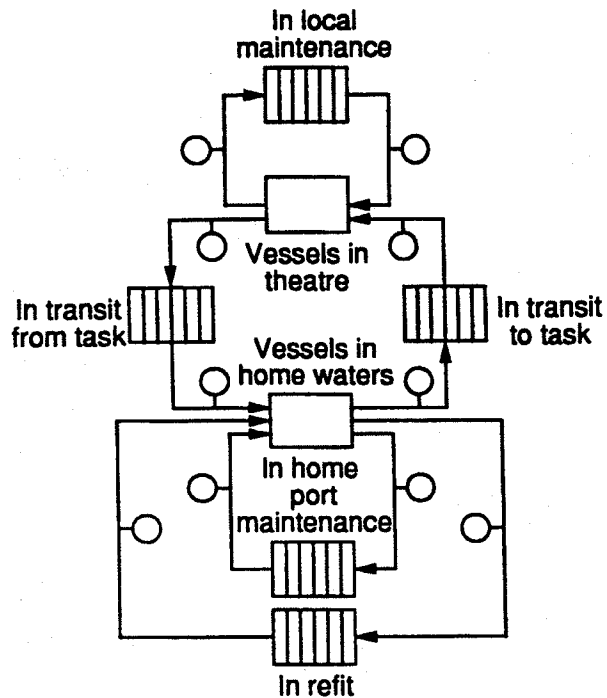 In local
maintenance
Vessels in
theatre
In transit
from task
In transit
to task
Vessels in
home waters
In home
port
maintenance
In refit